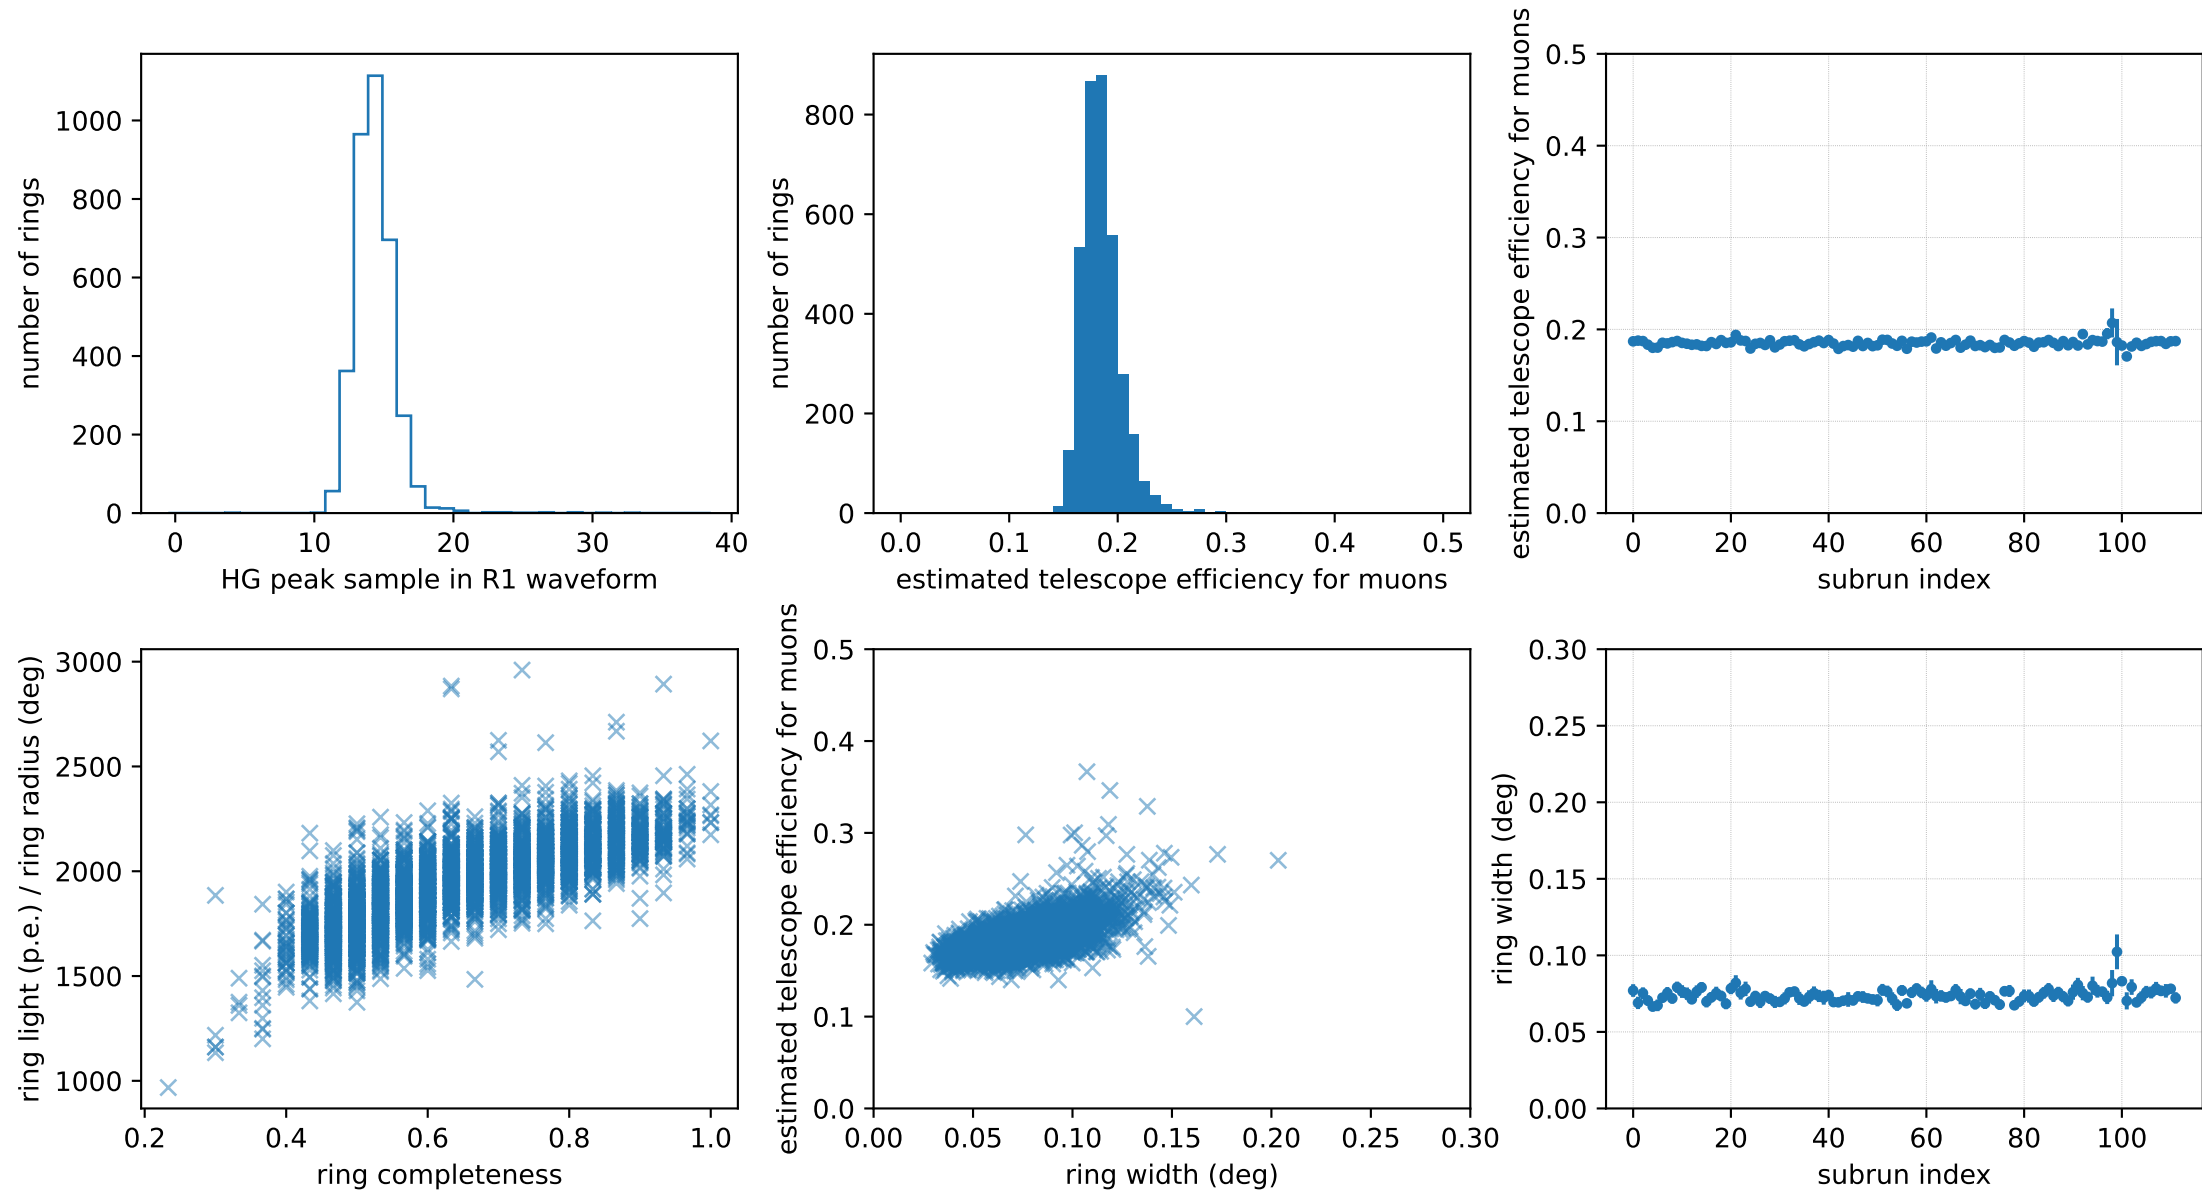 number of rings
1000
800
600
400
200
0
0 10 20 30 40
HG peak sample in R1 waveform
number of rings
800
600
400
200
0
0.0 0.1 0.2 0.3 0.4 0.5
estimated telescope efficiency for muons
estimated telescope efficiency for muons
0.5
0.4
0.3
0.2
0.1
0.0
0 20 40 60 80 100
subrun index
ring light (p.e.) / ring radius (deg)
3000
2500
2000
1500
1000
0.2 0.4 0.6 0.8 1.0
ring completeness
estimated telescope efficiency for muons
0.5
0.4
0.3
0.2
0.1
0.0
0.00 0.05 0.10 0.15 0.20 0.25 0.30
ring width (deg)
ring width (deg)
0.30
0.25
0.20
0.15
0.10
0.05
0.00
0 20 40 60 80 100
subrun index